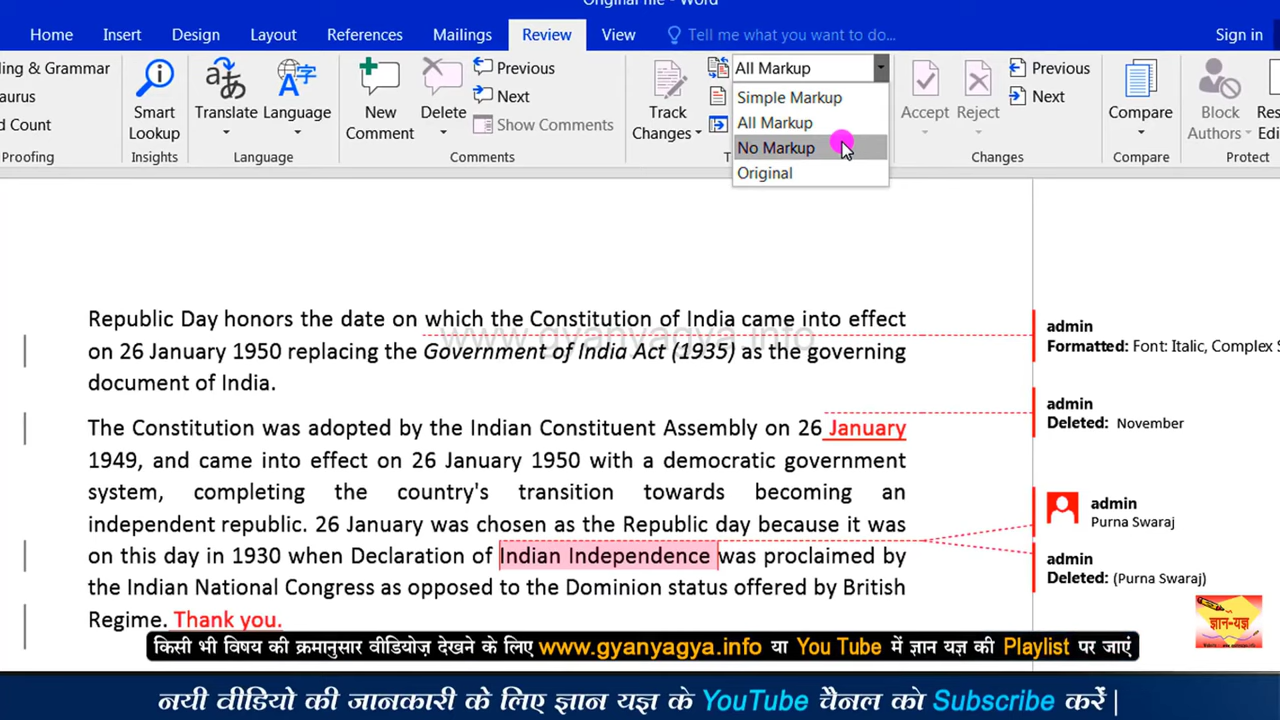 Original file - Word
Home Insert Design Layout References Mailings Review View Tell me what you want to do... Sign in
ing & Grammar
aurus
d Count
Proofing
Smart Lookup
Insights
Translate Language
Language
New Comment
Delete
Previous
Next
Show Comments
Comments
Track Changes
All Markup
Simple Markup
All Markup
No Markup
Original
T
Accept Reject
Previous
Next
Changes
Compare
Compare
Block Authors
Res
Edi
Protect
Republic Day honors the date on which the Constitution of India came into effect
on 26 January 1950 replacing the Government of India Act (1935) as the governing
document of India.
The Constitution was adopted by the Indian Constituent Assembly on 26 January
1949, and came into effect on 26 January 1950 with a democratic government
system, completing the country's transition towards becoming an
independent republic. 26 January was chosen as the Republic day because it was
on this day in 1930 when Declaration of Indian Independence was proclaimed by
the Indian National Congress as opposed to the Dominion status offered by British
Regime. Thank you.
www.gyanyagya.info
admin
Formatted: Font: Italic, Complex S
admin
Deleted: November
admin
Purna Swaraj
admin
Deleted: (Purna Swaraj)
ज्ञान-यज्ञ
किसी भी विषय की क्रमानुसार वीडियोज़ देखने के लिए www.gyanyagya.info या You Tube में ज्ञान यज्ञ की Playlist पर जाएं
नयी वीडियो की जानकारी के लिए ज्ञान यज्ञ के YouTube चैनल को Subscribe करें |